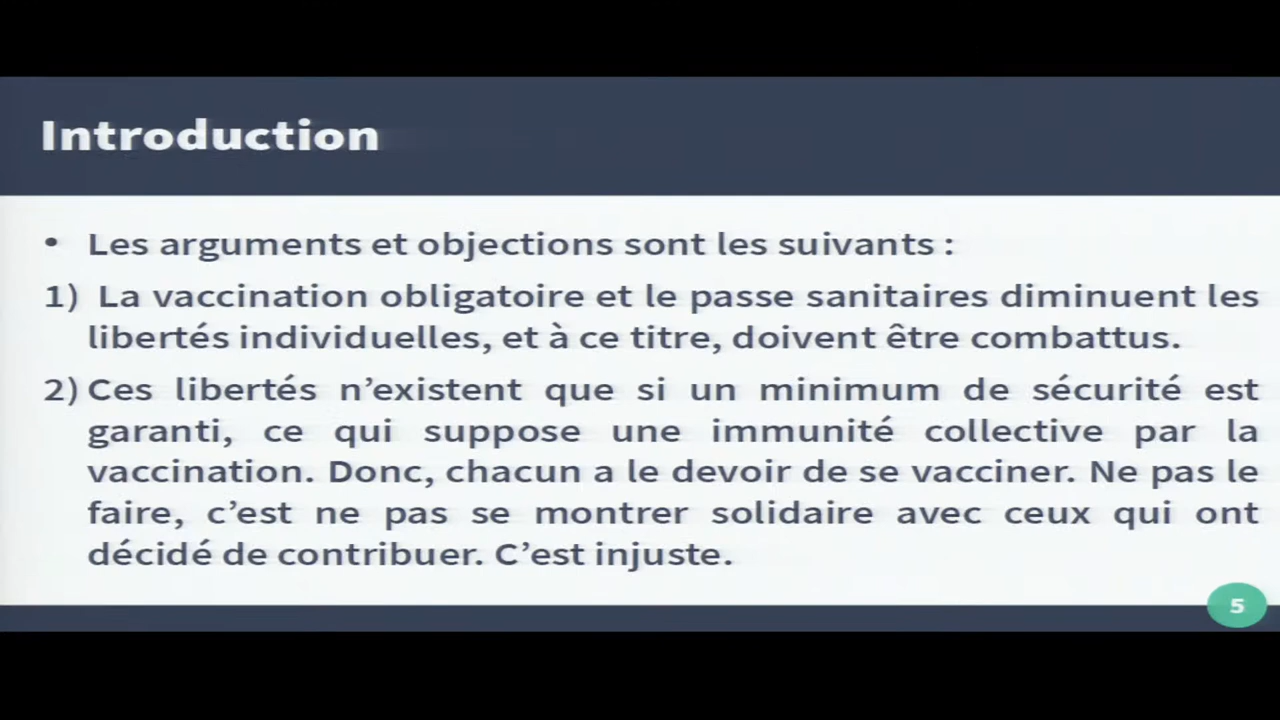 Introduction
• Les arguments et objections sont les suivants :
1) La vaccination obligatoire et le passe sanitaires diminuent les
libertés individuelles, et à ce titre, doivent être combattus.
2) Ces libertés n’existent que si un minimum de sécurité est
garanti, ce qui suppose une immunité collective par la
vaccination. Donc, chacun a le devoir de se vacciner. Ne pas le
faire, c’est ne pas se montrer solidaire avec ceux qui ont
décidé de contribuer. C’est injuste.
5